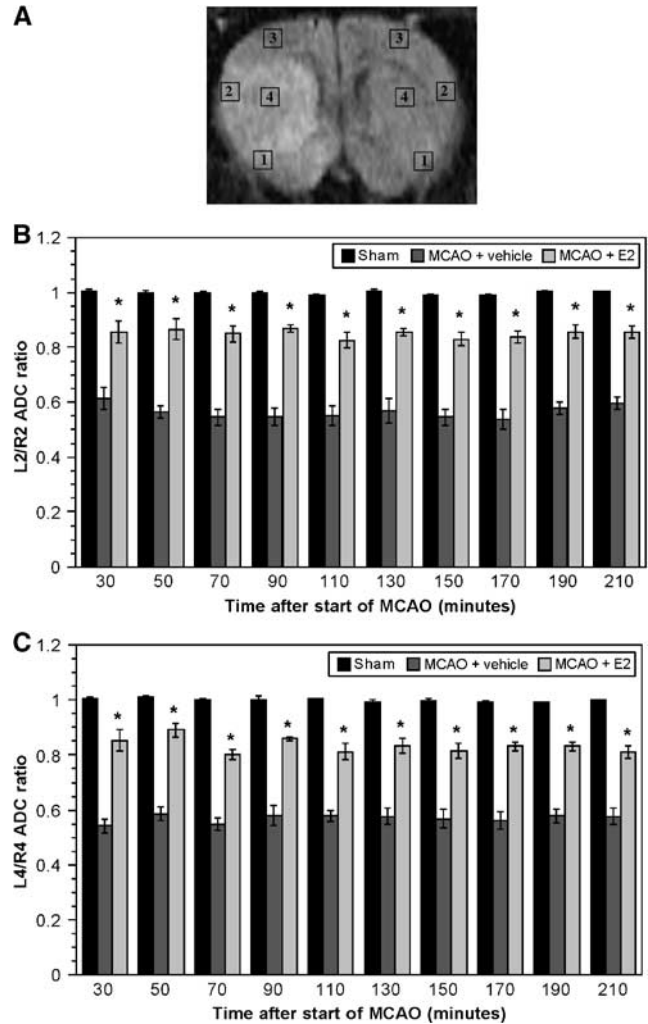 A
3 3
2 4 4 2
1 1
B
1.2
Sham MCAO + vehicle MCAO + E2
1
* * * * * * * * * *
0.8
0.6
0.4
0.2
0
L2/R2 ADC ratio
30 50 70 90 110 130 150 170 190 210
Time after start of MCAO (minutes)
C
1.2
Sham MCAO + vehicle MCAO + E2
1
* * * * * * * * * *
0.8
0.6
0.4
0.2
0
L4/R4 ADC ratio
30 50 70 90 110 130 150 170 190 210
Time after start of MCAO (minutes)